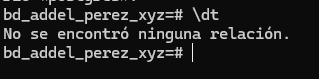 bd_addel_perez_xyz=# \dt
No se encontró ninguna relación.
bd_addel_perez_xyz=#